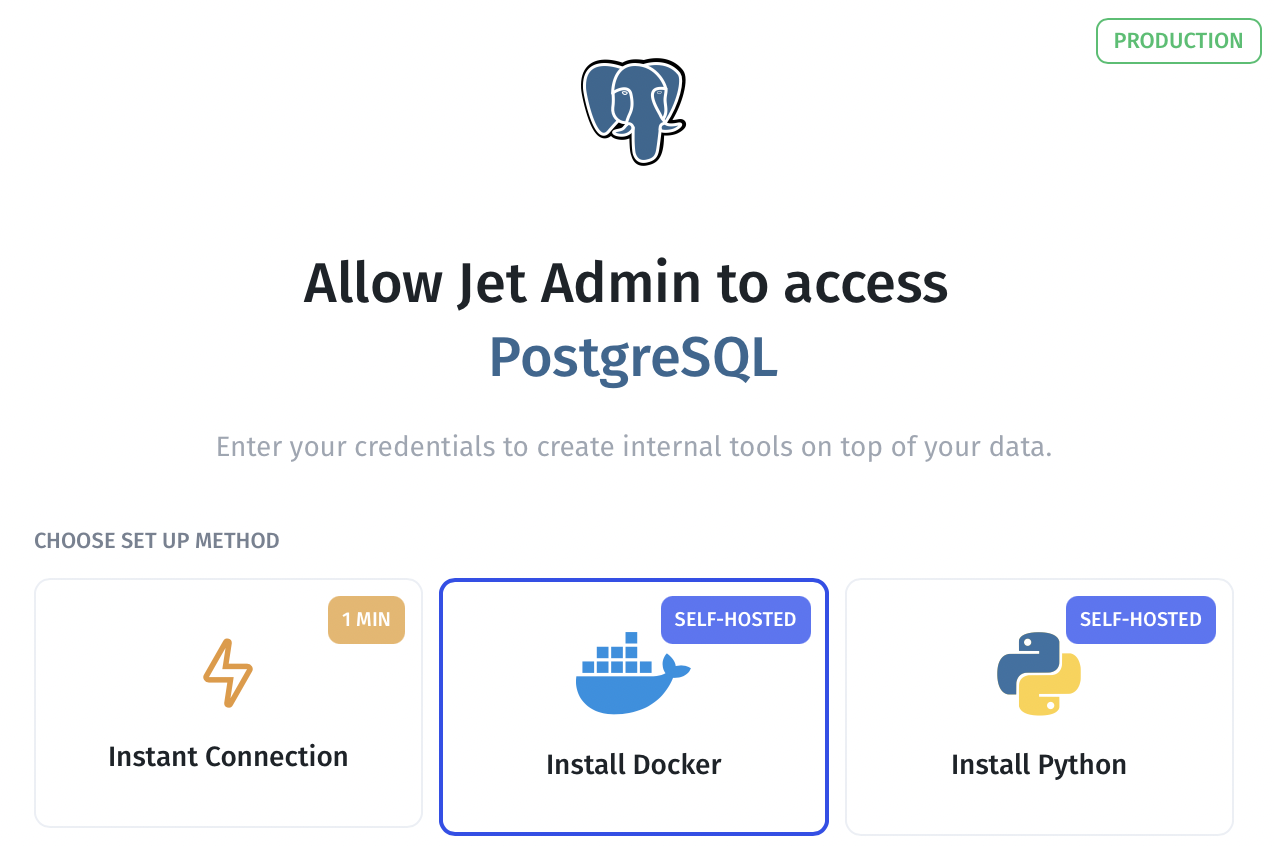 PRODUCTION
Allow Jet Admin to access
PostgreSQL
Enter your credentials to create internal tools on top of your data.
CHOOSE SET UP METHOD
1 MIN
Instant Connection
SELF-HOSTED
Install Docker
SELF-HOSTED
Install Python